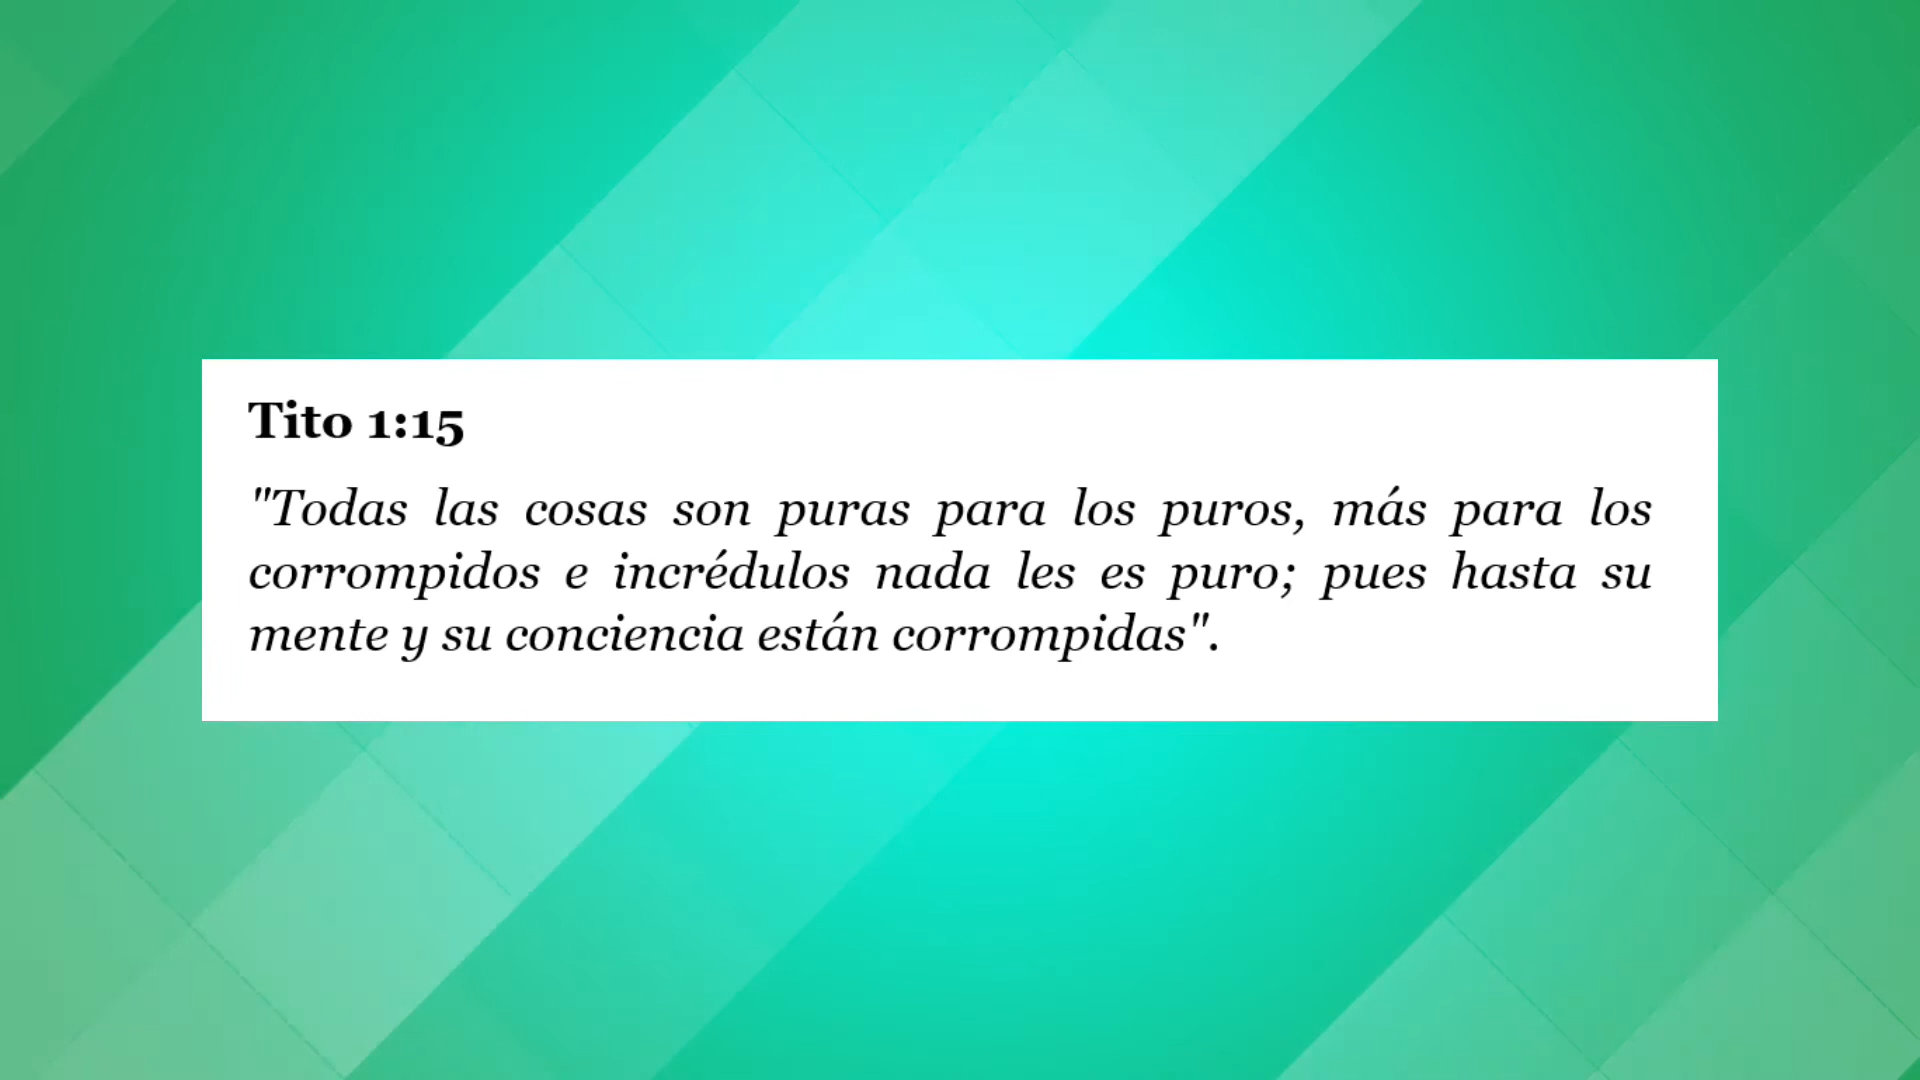 Tito 1:15
"Todas las cosas son puras para los puros, más para los
corrompidos e incrédulos nada les es puro; pues hasta su
mente y su conciencia están corrompidas".